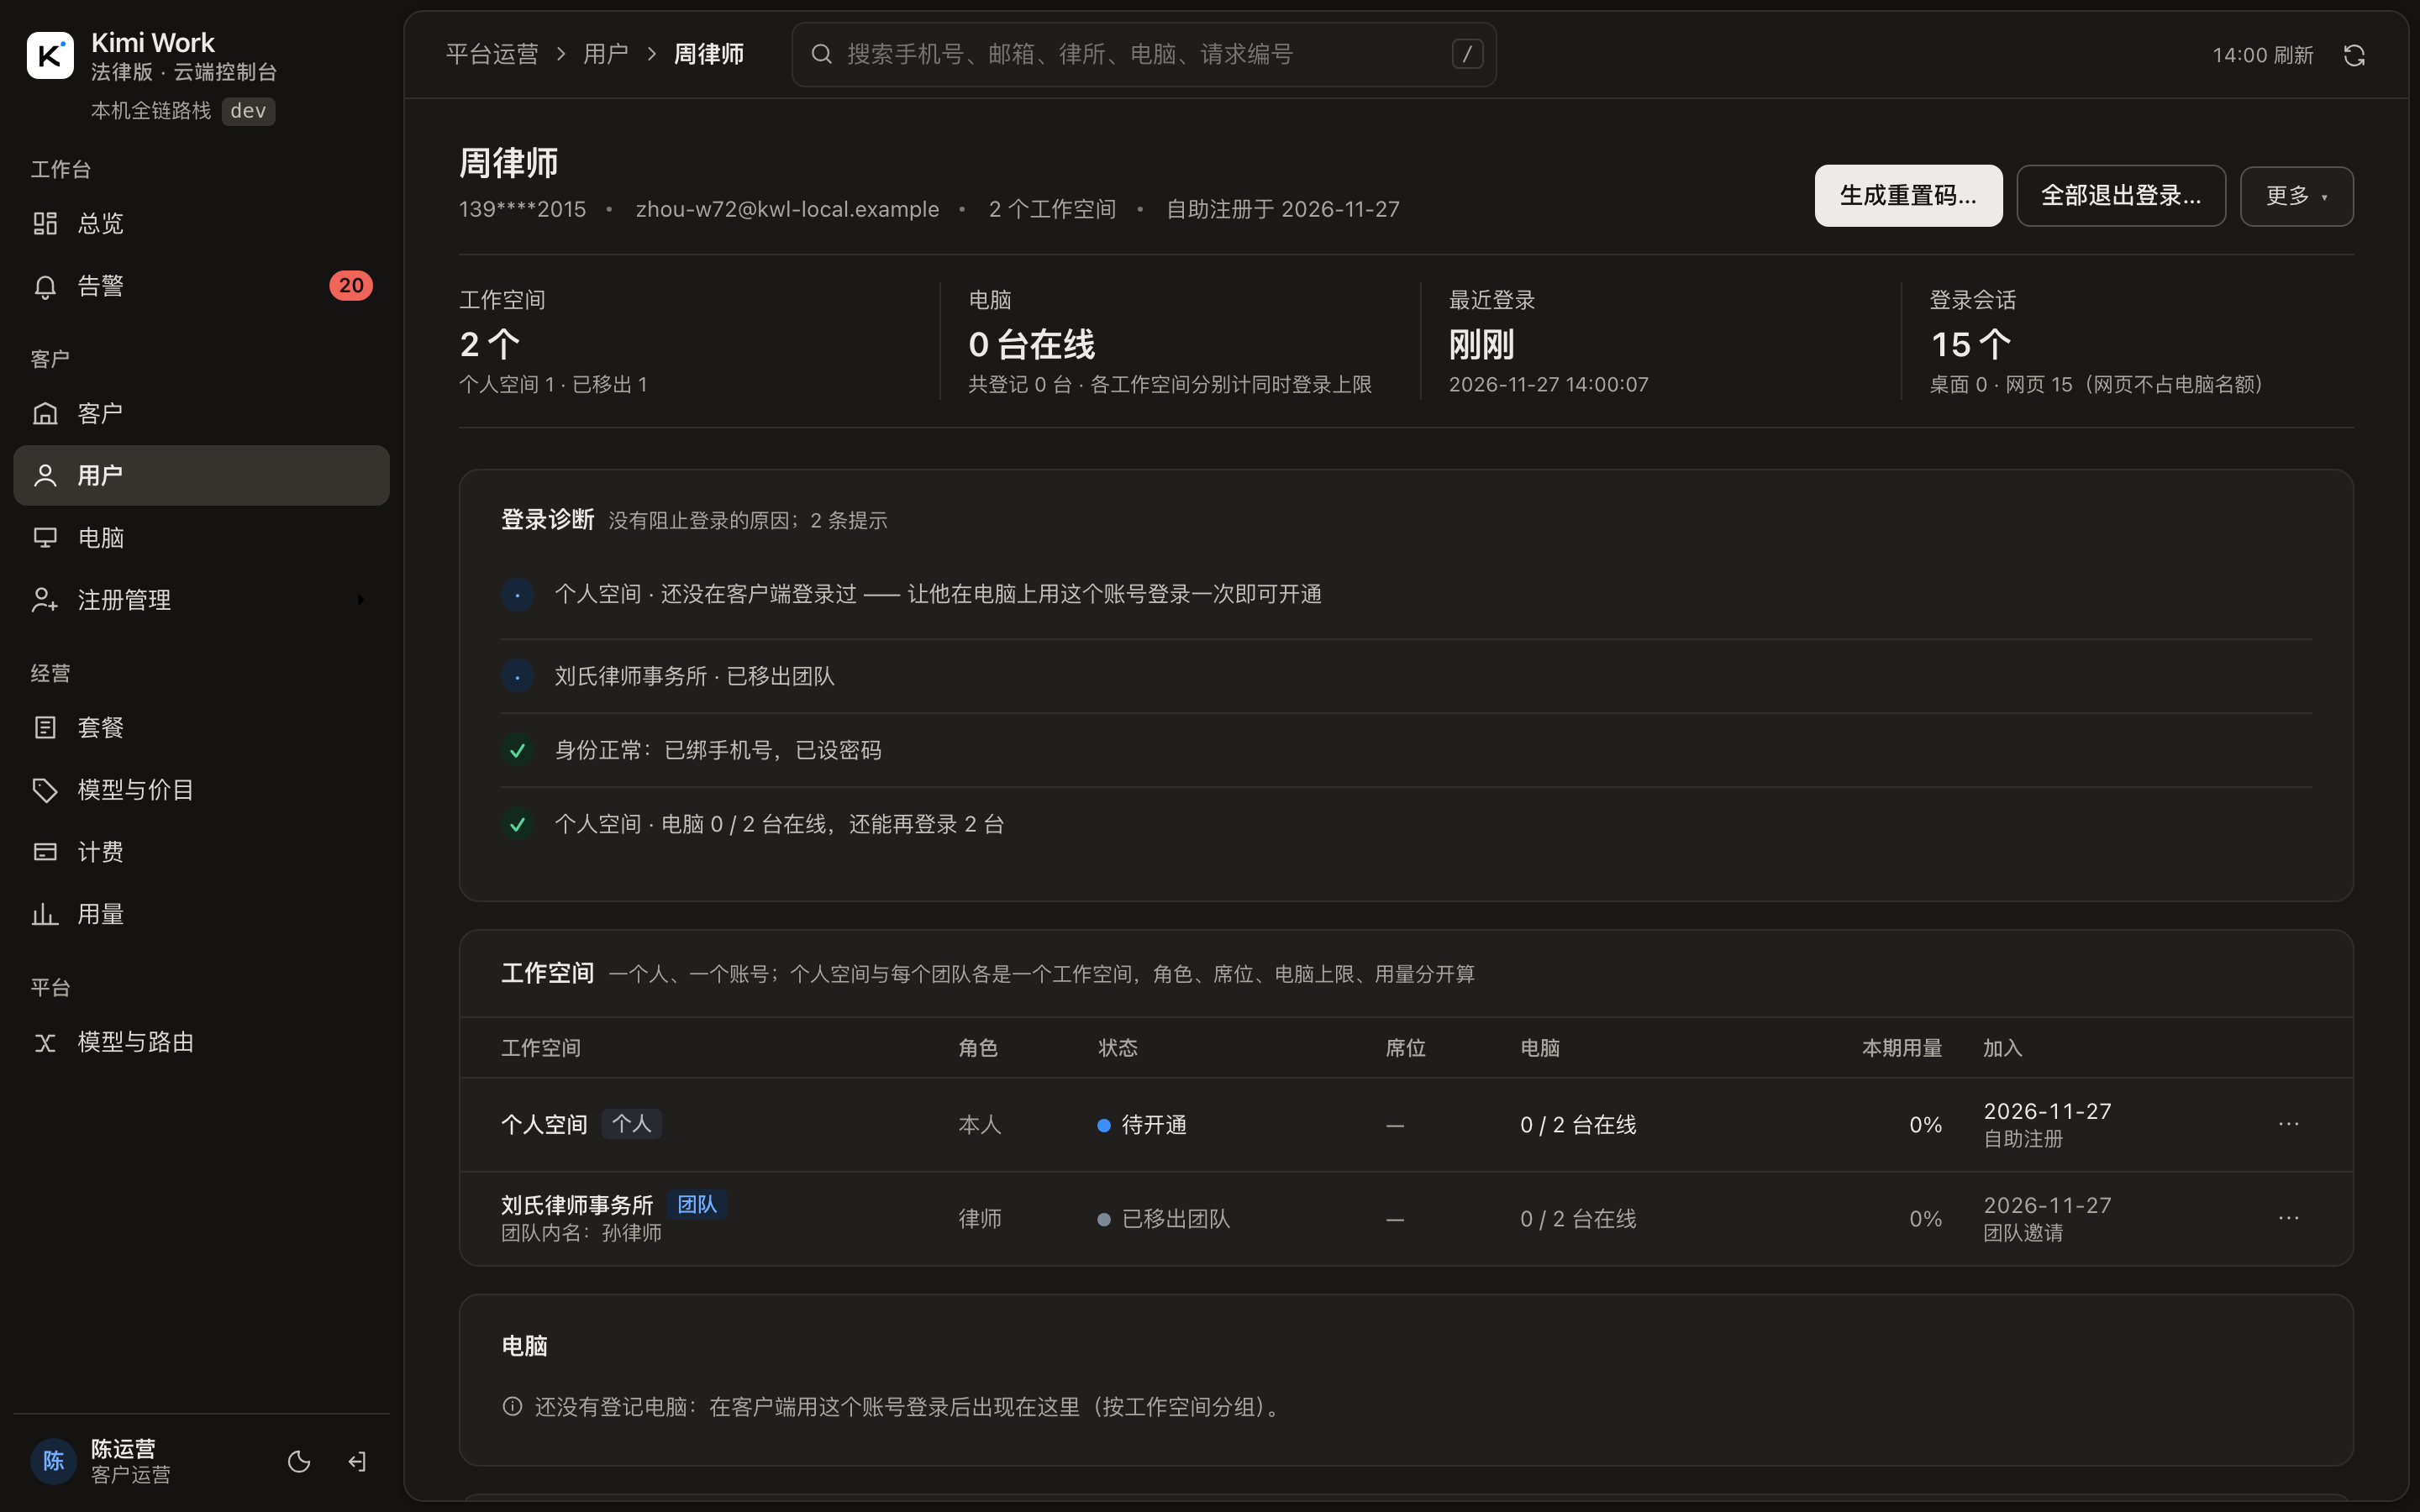 Kimi Work
法律版 · 云端控制台
本机全链路栈 dev
工作台
总览
告警 20
客户
客户
用户
电脑
注册管理
经营
套餐
模型与价目
计费
用量
平台
模型与路由
陈 陈运营
客户运营
平台运营 > 用户 > 周律师
搜索手机号、邮箱、律所、电脑、请求编号 /
14:00 刷新
周律师
139****2015 • zhou-w72@kwl-local.example • 2 个工作空间 • 自助注册于 2026-11-27
生成重置码... 全部退出登录... 更多
工作空间
2 个
个人空间 1 · 已移出 1
电脑
0 台在线
共登记 0 台 · 各工作空间分别计同时登录上限
最近登录
刚刚
2026-11-27 14:00:07
登录会话
15 个
桌面 0 · 网页 15（网页不占电脑名额）
登录诊断 没有阻止登录的原因；2 条提示
个人空间 · 还没在客户端登录过 —— 让他在电脑上用这个账号登录一次即可开通
刘氏律师事务所 · 已移出团队
身份正常：已绑手机号，已设密码
个人空间 · 电脑 0 / 2 台在线，还能再登录 2 台
工作空间 一个人、一个账号；个人空间与每个团队各是一个工作空间，角色、席位、电脑上限、用量分开算
工作空间 角色 状态 席位 电脑 本期用量 加入
个人空间 个人 本人 待开通 — 0 / 2 台在线 0% 2026-11-27
自助注册
...
刘氏律师事务所 团队 律师 已移出团队 — 0 / 2 台在线 0% 2026-11-27
团队内名：孙律师 团队邀请
...
电脑
还没有登记电脑：在客户端用这个账号登录后出现在这里（按工作空间分组）。